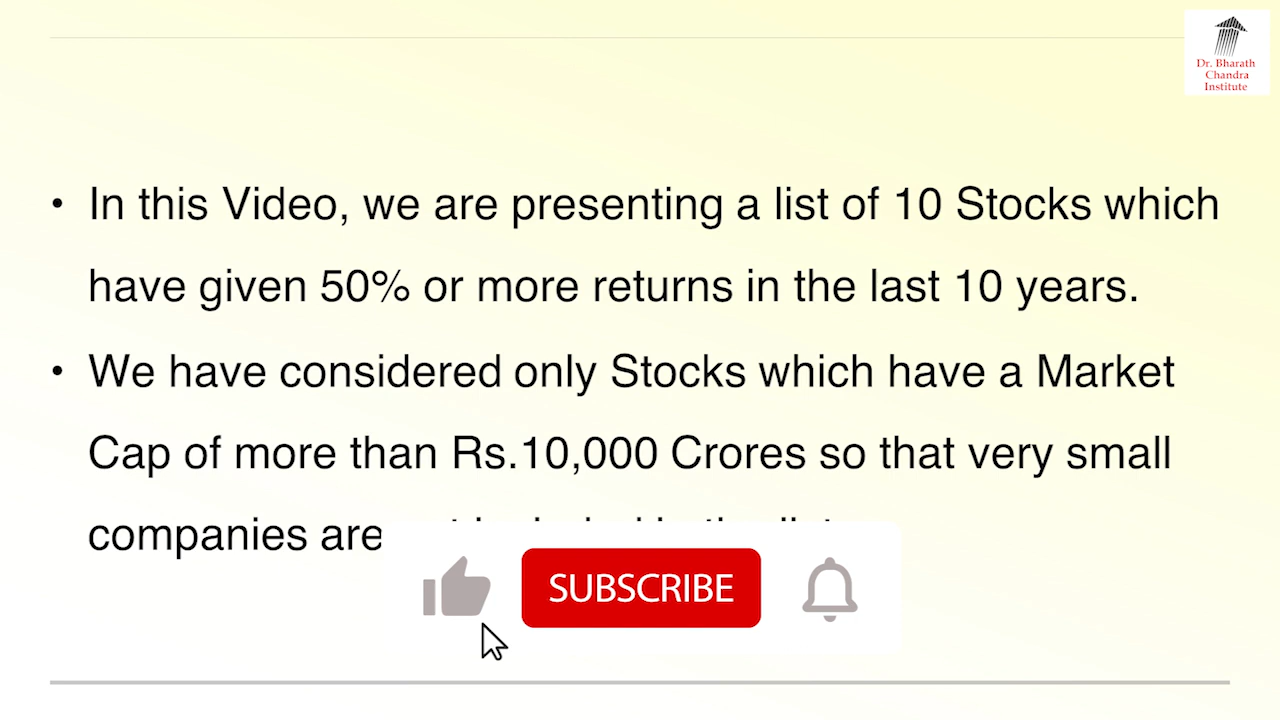 Dr. Bharath
Chandra
Institute
• In this Video, we are presenting a list of 10 Stocks which
have given 50% or more returns in the last 10 years.
• We have considered only Stocks which have a Market
Cap of more than Rs.10,000 Crores so that very small
companies are
SUBSCRIBE